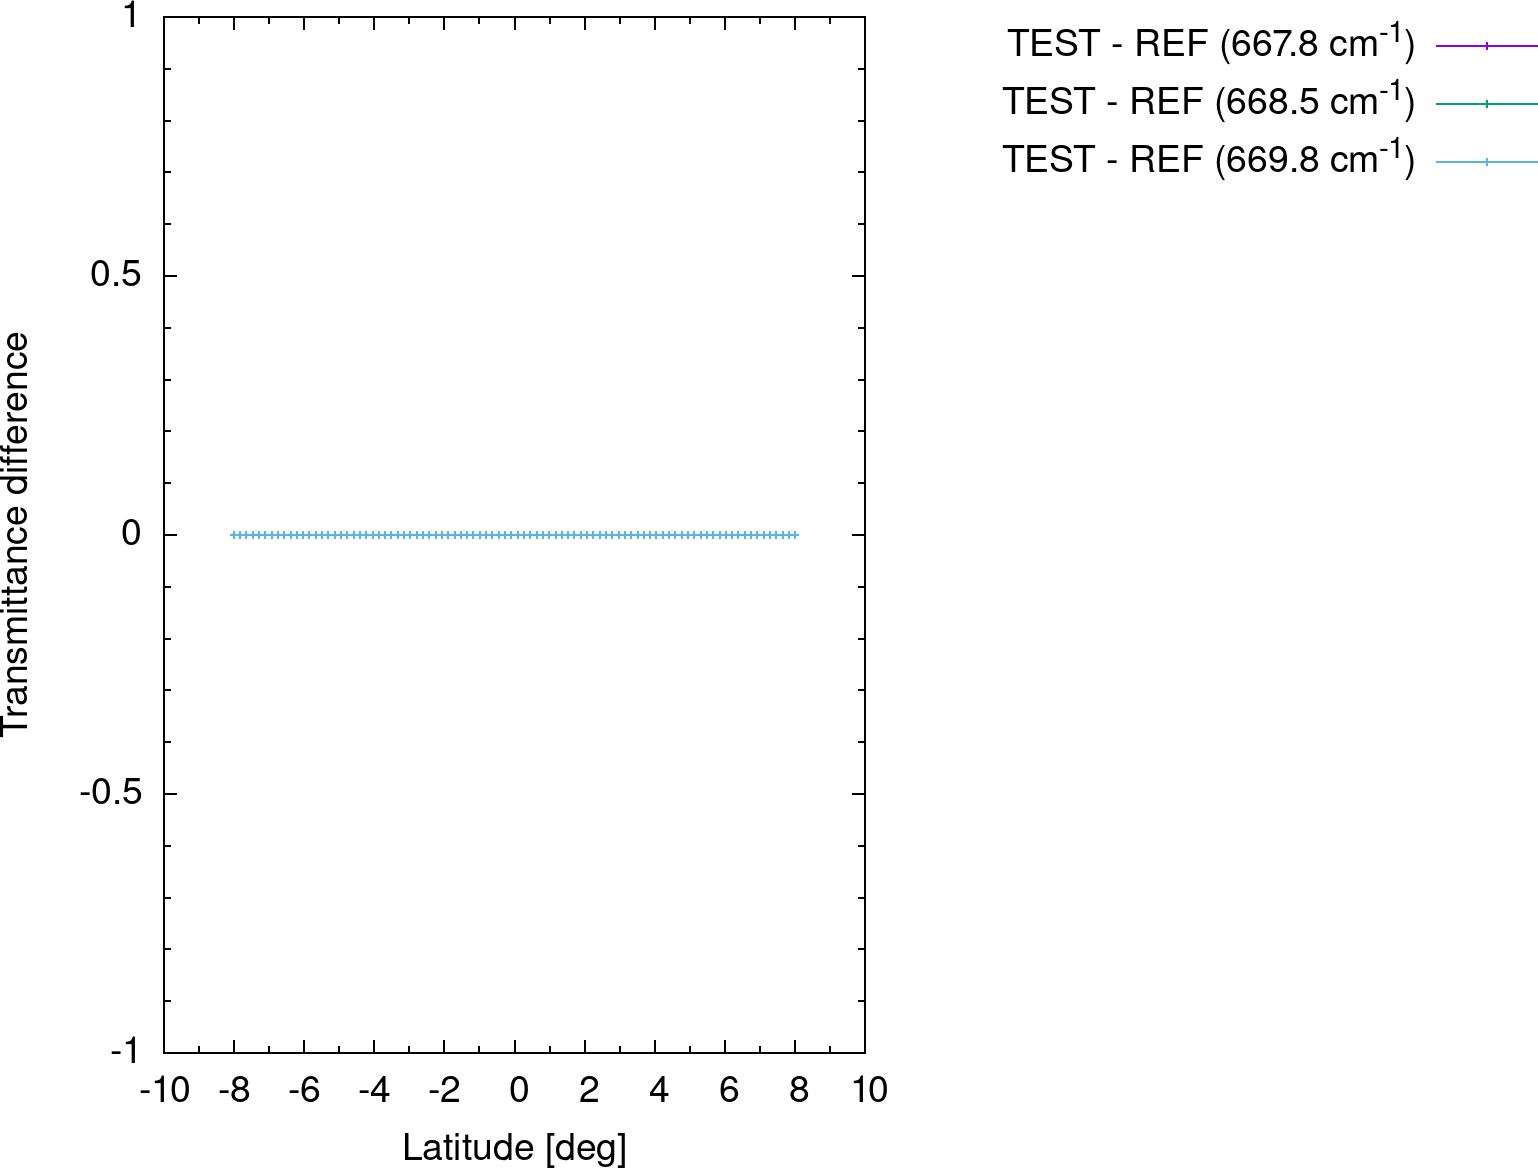 TEST - REF (667.8 cm-1)
TEST - REF (668.5 cm-1)
TEST - REF (669.8 cm-1)
Transmittance difference
1
0.5
0
-0.5
-1
-10 -8 -6 -4 -2 0 2 4 6 8 10
Latitude [deg]